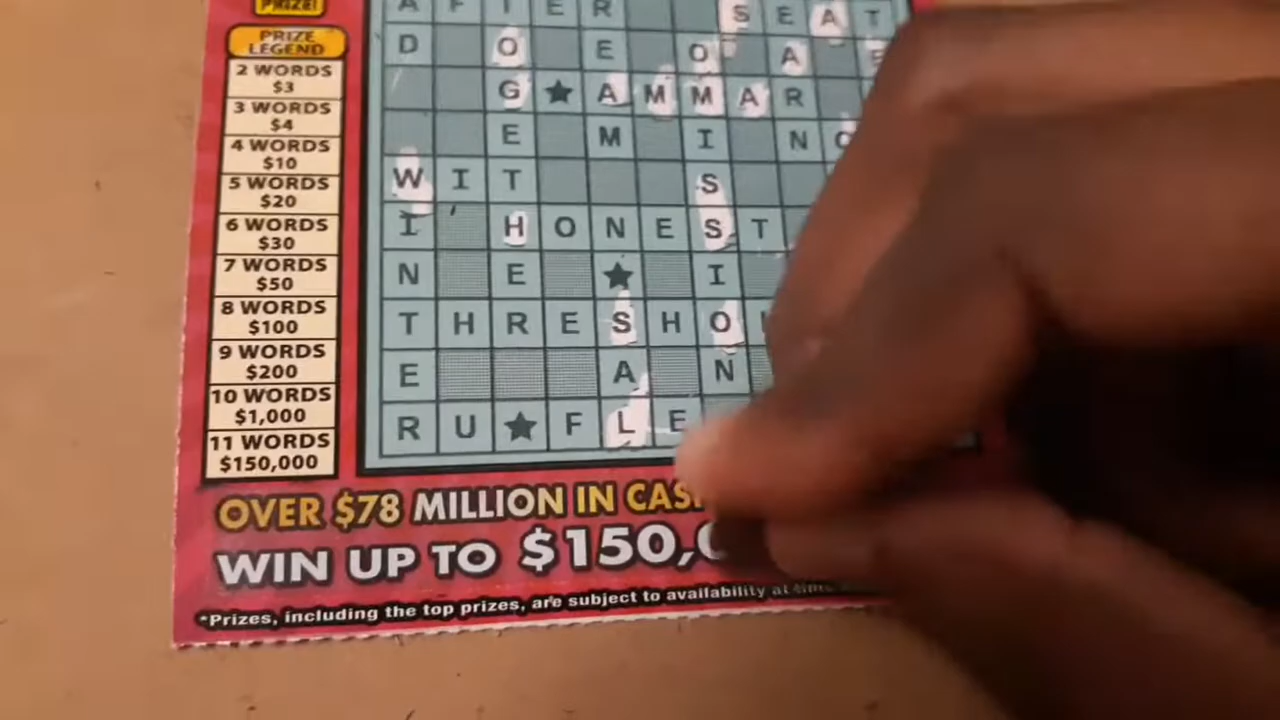 PRIZE!
PRIZE
LEGEND
2 WORDS
$3
3 WORDS
$4
4 WORDS
$10
5 WORDS
$20
6 WORDS
$30
7 WORDS
$50
8 WORDS
$100
9 WORDS
$200
10 WORDS
$1,000
11 WORDS
$150,000
A F T E R S E A T
D O E O A
G ★ A M M A R
E M I N
W I T S
I H O N E S T
N E ★ I
T H R E S H O
E A N
R U ★ F L E
OVER $78 MILLION IN
WIN UP TO $150,
*Prizes, including the top prizes, are subject to availability at